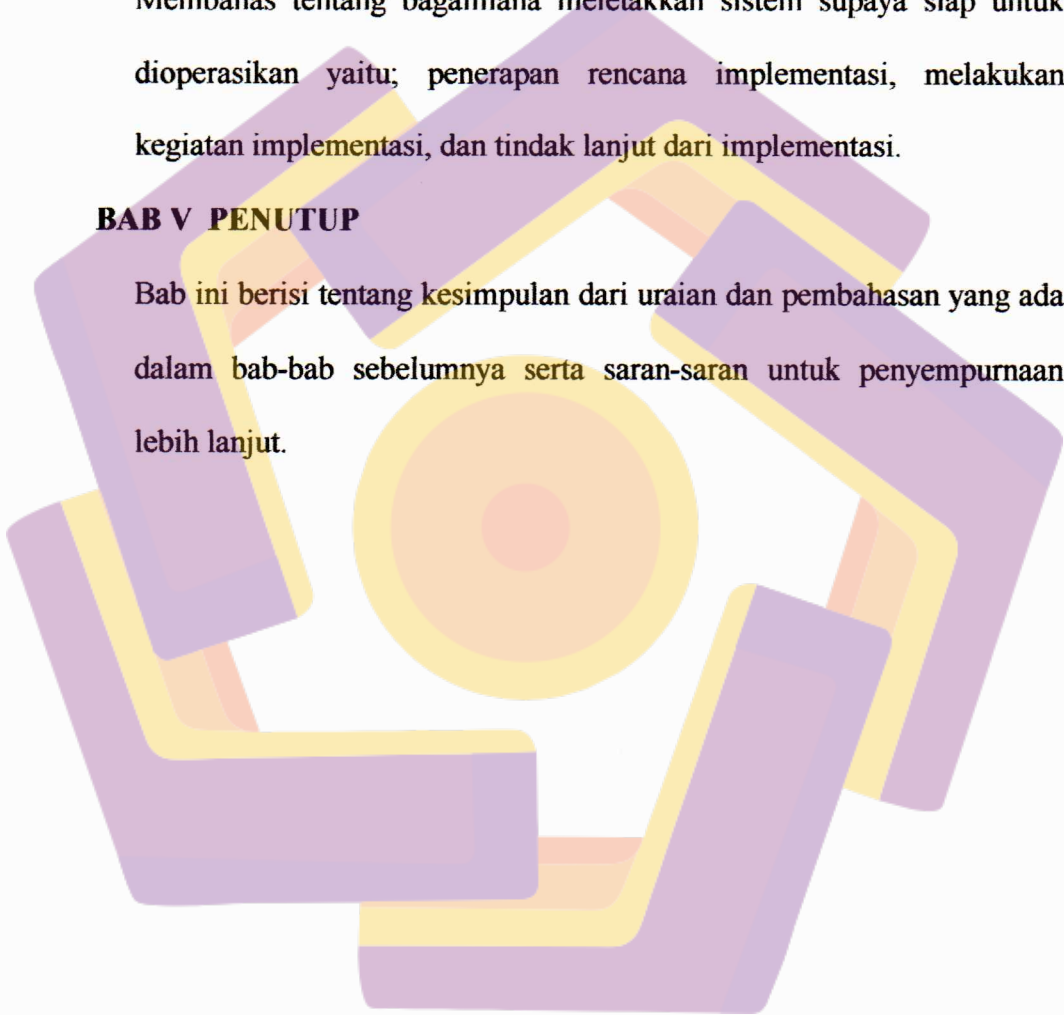 Membahas tentang bagaimana meletakkan sistem supaya siap untuk
dioperasikan yaitu; penerapan rencana implementasi, melakukan
kegiatan implementasi, dan tindak lanjut dari implementasi.
BAB V PENUTUP
Bab ini berisi tentang kesimpulan dari uraian dan pembahasan yang ada
dalam bab-bab sebelumnya serta saran-saran untuk penyempurnaan
lebih lanjut.